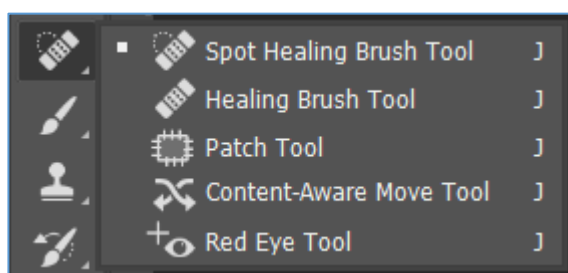 Spot Healing Brush Tool J
Healing Brush Tool J
Patch Tool J
Content-Aware Move Tool J
Red Eye Tool J